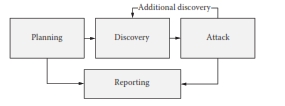 Additional discovery
Planning
Discovery
Attack
Reporting